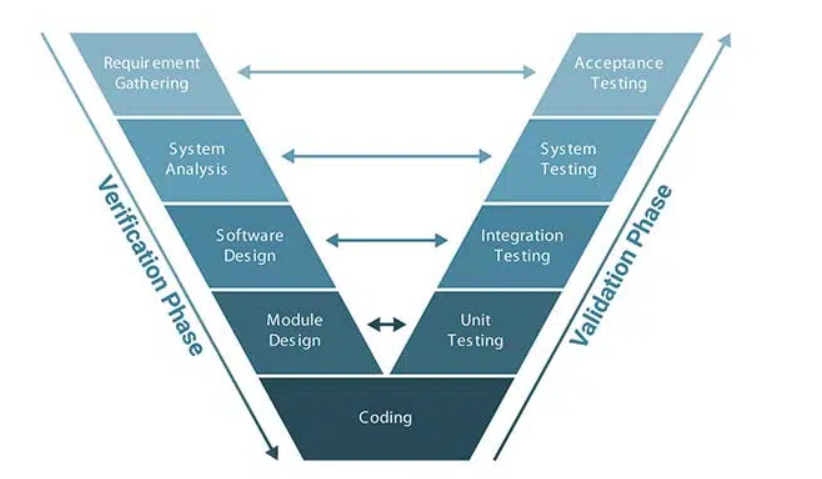 Requirement
Gathering
Acceptance
Testing
System
Analysis
System
Testing
Software
Design
Integration
Testing
Module
Design
Unit
Testing
Coding
Verification Phase
Validation Phase